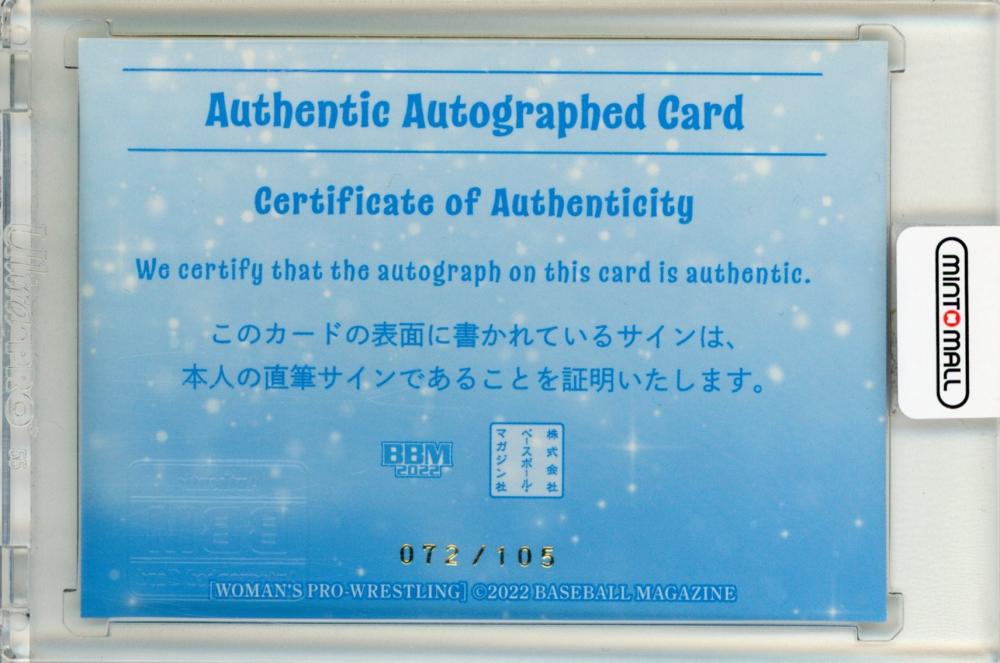 Authentic Autographed Card
Certificate of Authenticity
We certify that the autograph on this card is authentic.
このカードの表面に書かれているサインは、
本人の直筆サインであることを証明いたします。
BBM
2022
株式会社
ベースボール・
マガジン社
072/105
[WOMAN'S PRO-WRESTLING] ©2022 BASEBALL MAGAZINE
MINT MALL
Ultra PRO